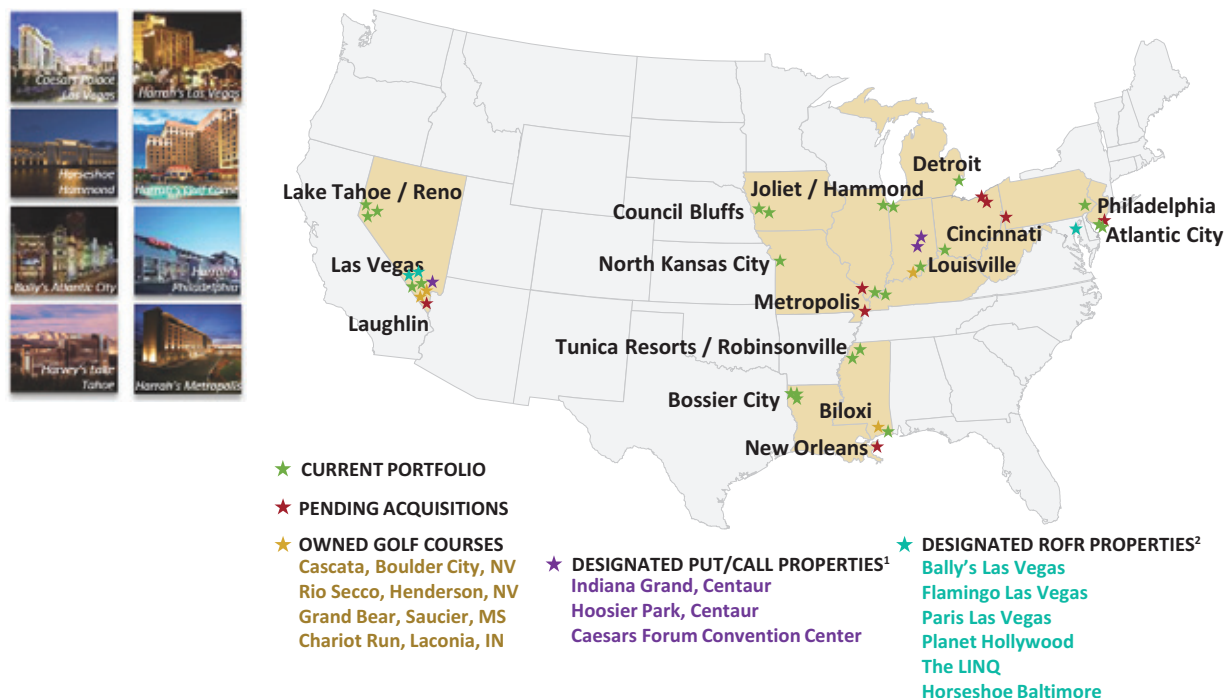 Caesars Palace
Las Vegas
Harrah's Las Vegas
Horseshoe
Hammond
Harrah's Gulf Coast
Bally's Atlantic City
Harrah's
Philadelphia
Harvey's Lake
Tahoe
Harrah's Metropolis
Detroit
Lake Tahoe / Reno
Joliet / Hammond
Council Bluffs
Philadelphia
Cincinnati
Atlantic City
Las Vegas
North Kansas City
Louisville
Metropolis
Laughlin
Tunica Resorts / Robinsonville
Bossier City
Biloxi
New Orleans
CURRENT PORTFOLIO
PENDING ACQUISITIONS
OWNED GOLF COURSES
Cascata, Boulder City, NV
Rio Secco, Henderson, NV
Grand Bear, Saucier, MS
Chariot Run, Laconia, IN
DESIGNATED PUT/CALL PROPERTIES¹
Indiana Grand, Centaur
Hoosier Park, Centaur
Caesars Forum Convention Center
DESIGNATED ROFR PROPERTIES²
Bally's Las Vegas
Flamingo Las Vegas
Paris Las Vegas
Planet Hollywood
The LINQ
Horseshoe Baltimore